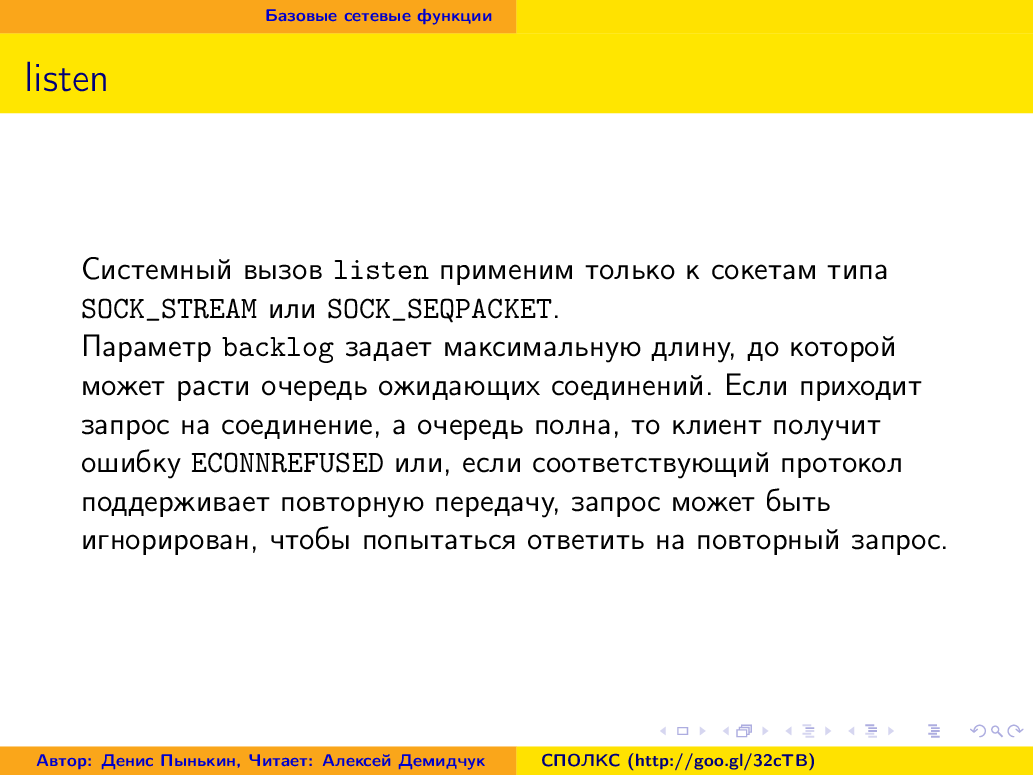 Базовые сетевые функции
listen
Системный вызов listen применим только к сокетам типа
SOCK_STREAM или SOCK_SEQPACKET.
Параметр backlog задает максимальную длину, до которой
может расти очередь ожидающих соединений. Если приходит
запрос на соединение, а очередь полна, то клиент получит
ошибку ECONNREFUSED или, если соответствующий протокол
поддерживает повторную передачу, запрос может быть
игнорирован, чтобы попытаться ответить на повторный запрос.
Автор: Денис Пынькин, Читает: Алексей Демидчук
СПОЛКС (http://goo.gl/32cTB)